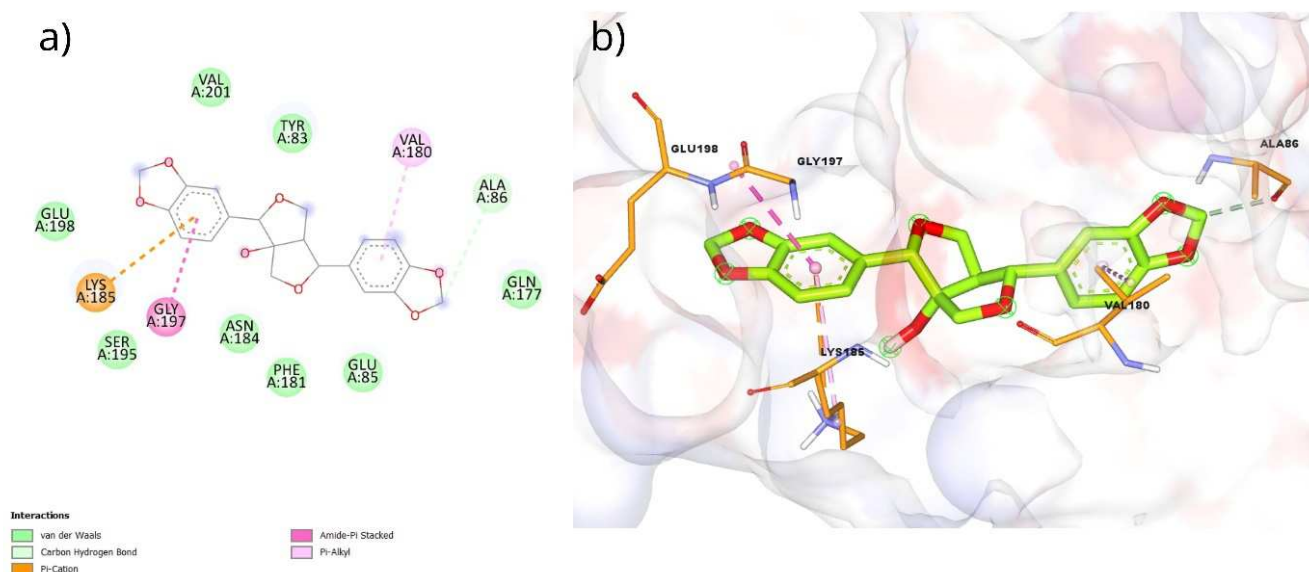 a)
VAL
A:201
TYR
A:83
VAL
A:180
ALA
A:86
GLU
A:198
LYS
A:185
GLY
A:197
GLN
A:177
SER
A:195
ASN
A:184
PHE
A:181
GLU
A:85
O
O
O
O
O
O
O
Interactions
van der Waals
Carbon Hydrogen Bond
Pi-Cation
Amide-Pi Stacked
Pi-Alkyl
b)
GLU198
GLY197
ALA86
LYS185
VAL180